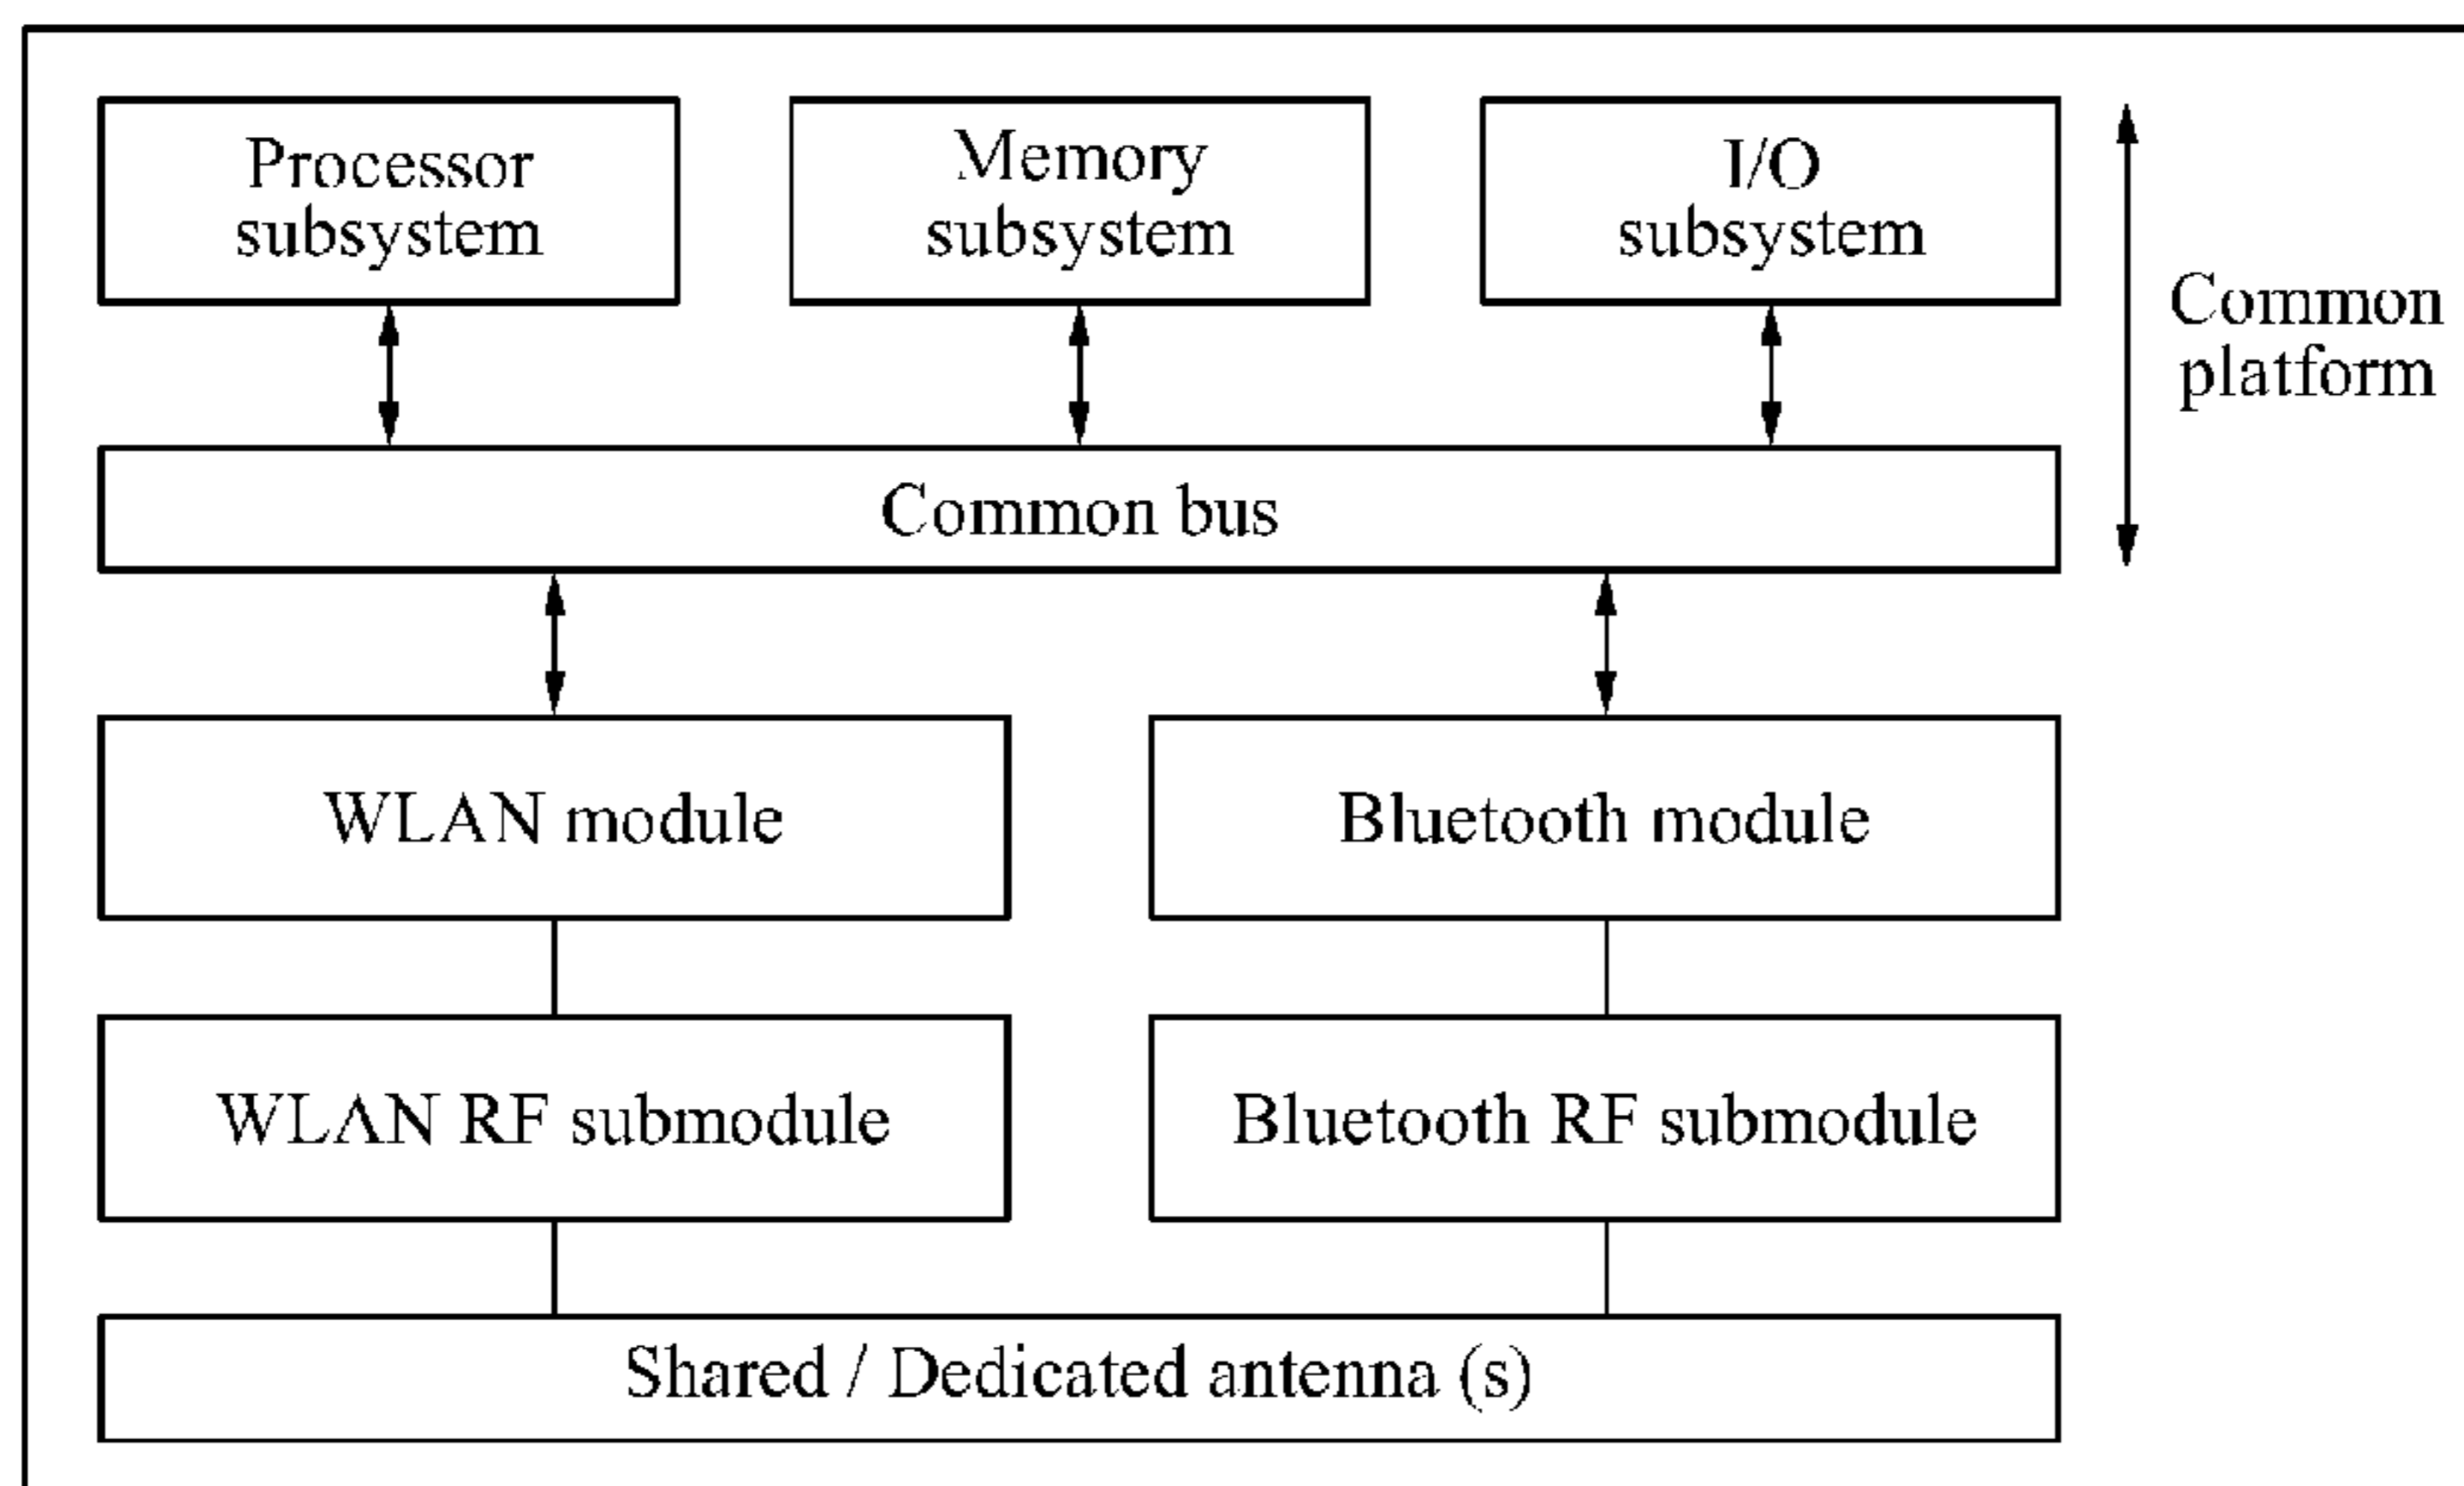 Processor
subsystem
Memory
subsystem
I/O
subsystem
Common
platform
Common bus
WLAN module
Bluetooth module
WLAN RF submodule
Bluetooth RF submodule
Shared / Dedicated antenna (s)